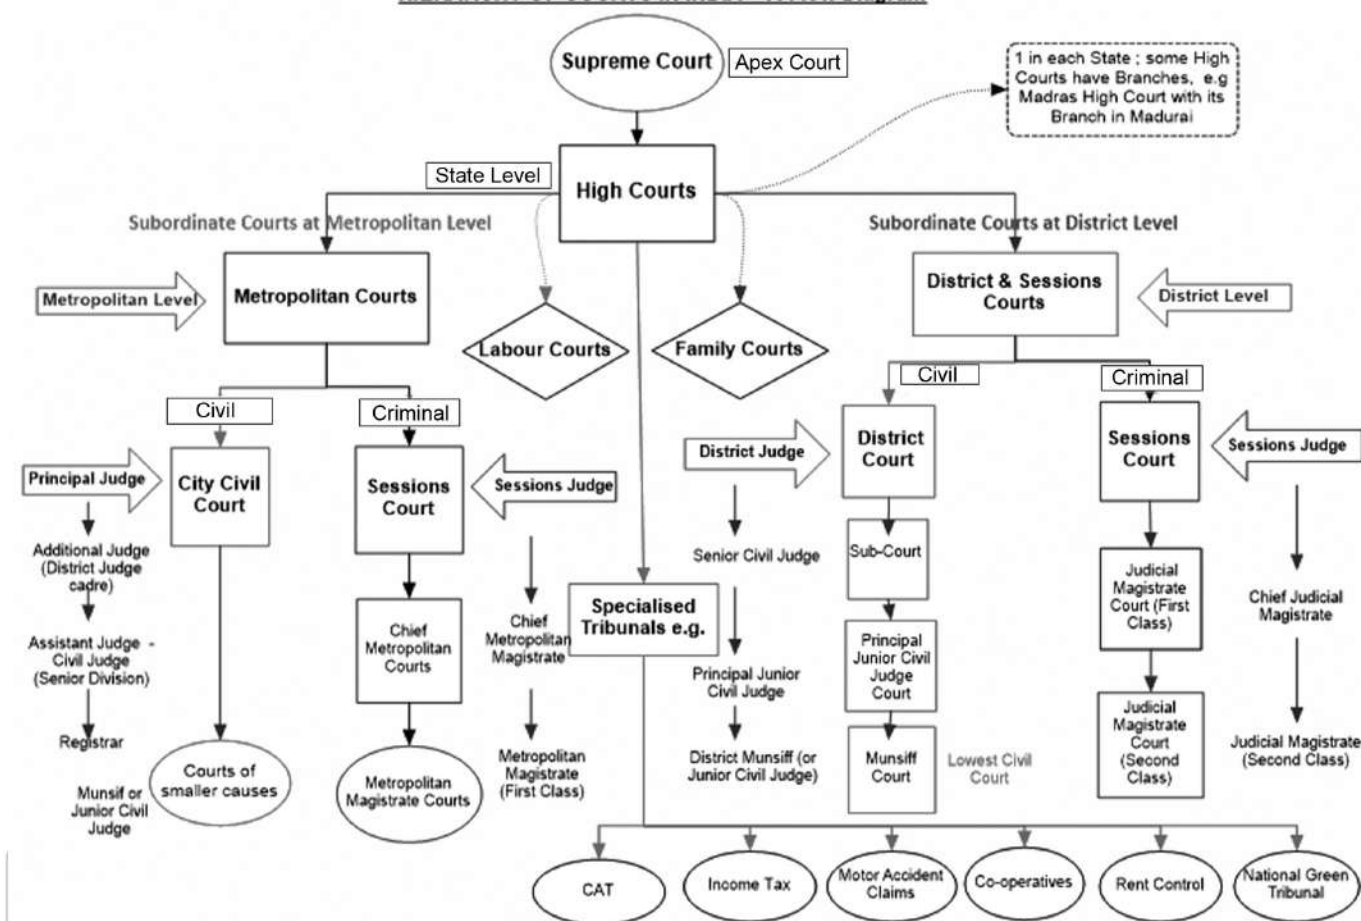 Supreme Court
Apex Court
1 in each State ; some High
Courts have Branches, e.g
Madras High Court with its
Branch in Madurai
State Level
High Courts
Subordinate Courts at Metropolitan Level
Subordinate Courts at District Level
Metropolitan Level
Metropolitan Courts
Labour Courts
Family Courts
District & Sessions
Courts
District Level
Civil
Criminal
Civil
Criminal
Principal Judge
City Civil
Court
Sessions
Court
Sessions Judge
District Judge
District
Court
Sessions
Court
Sessions Judge
Additional Judge
(District Judge
cadre)
Assistant Judge -
Civil Judge
(Senior Division)
Registrar
Munsif or
Junior Civil
Judge
Courts of
smaller causes
Chief
Metropolitan
Courts
Metropolitan
Magistrate Courts
Chief
Metropolitan
Magistrate
Metropolitan
Magistrate
(First Class)
Specialised
Tribunals e.g.
Senior Civil Judge
Principal Junior
Civil Judge
District Munsiff (or
Junior Civil Judge)
Sub-Court
Principal
Junior Civil
Judge
Court
Munsiff
Court
Lowest Civil
Court
Judicial
Magistrate
Court (First
Class)
Judicial
Magistrate
Court
(Second
Class)
Chief Judicial
Magistrate
Judicial Magistrate
(Second Class)
CAT
Income Tax
Motor Accident
Claims
Co-operatives
Rent Control
National Green
Tribunal